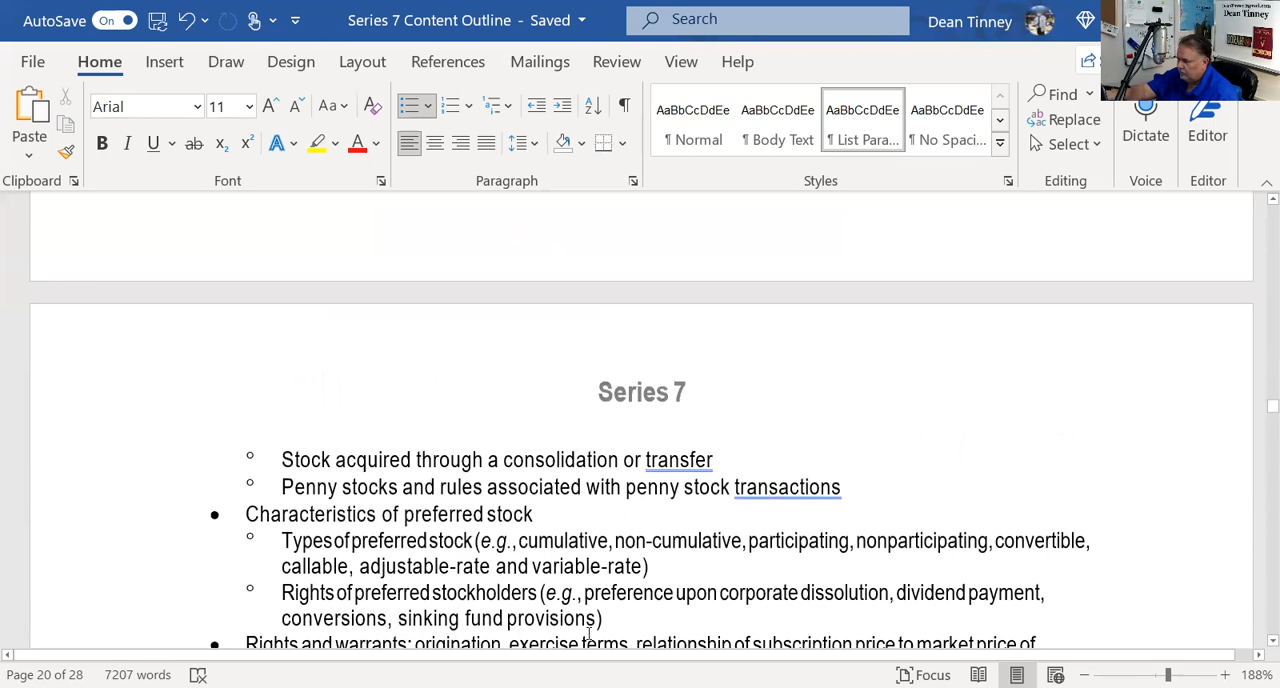 AutoSave On Series 7 Content Outline - Saved Search Dean Tinney
Dean Tinney
File Home Insert Draw Design Layout References Mailings Review View Help
Paste Arial 11 Aa AaBbCcDdEe AaBbCcDdEe AaBbCcDdEe AaBbCcDdEe Find Replace Select Dictate Editor
¶ Normal ¶ Body Text ¶ List Para... ¶ No Spaci...
Clipboard Font Paragraph Styles Editing Voice Editor
Series 7
Stock acquired through a consolidation or transfer
Penny stocks and rules associated with penny stock transactions
Characteristics of preferred stock
Types of preferred stock (e.g., cumulative, non-cumulative, participating, nonparticipating, convertible,
callable, adjustable-rate and variable-rate)
Rights of preferred stockholders (e.g., preference upon corporate dissolution, dividend payment,
conversions, sinking fund provisions)
Rights and warrants: origination, exercise terms, relationship of subscription price to market price of
Page 20 of 28 7207 words Focus 188%